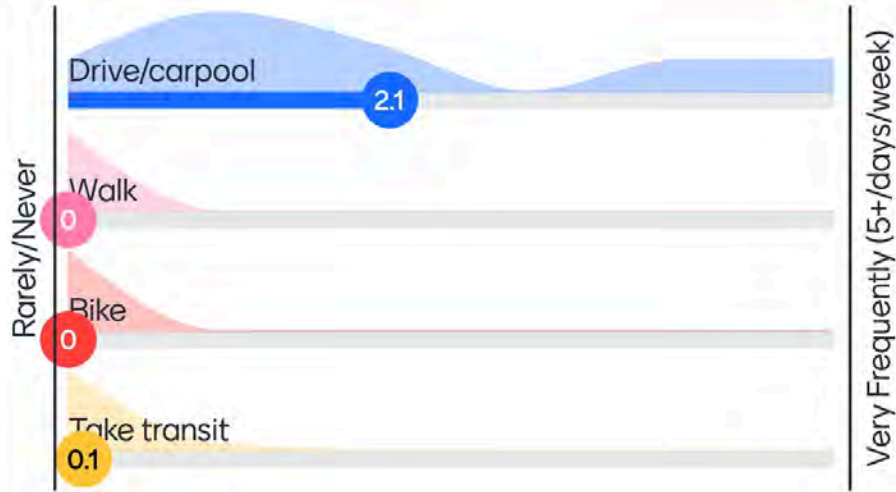 Rarely/Never
Drive/carpool
2.1
Walk
0
Bike
0
Take transit
0.1
Very Frequently (5+/days/week)